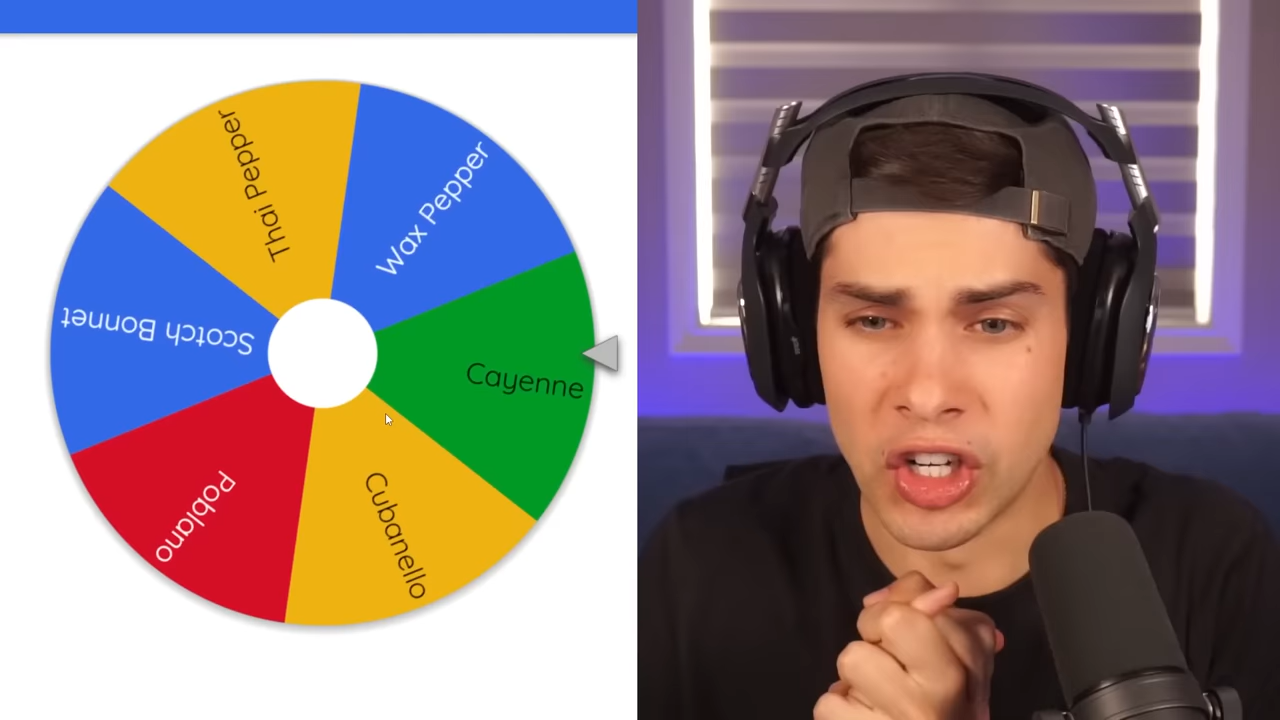 Thai Pepper
Wax Pepper
Scotch Bonnet
Cayenne
Poblano
Cubanello